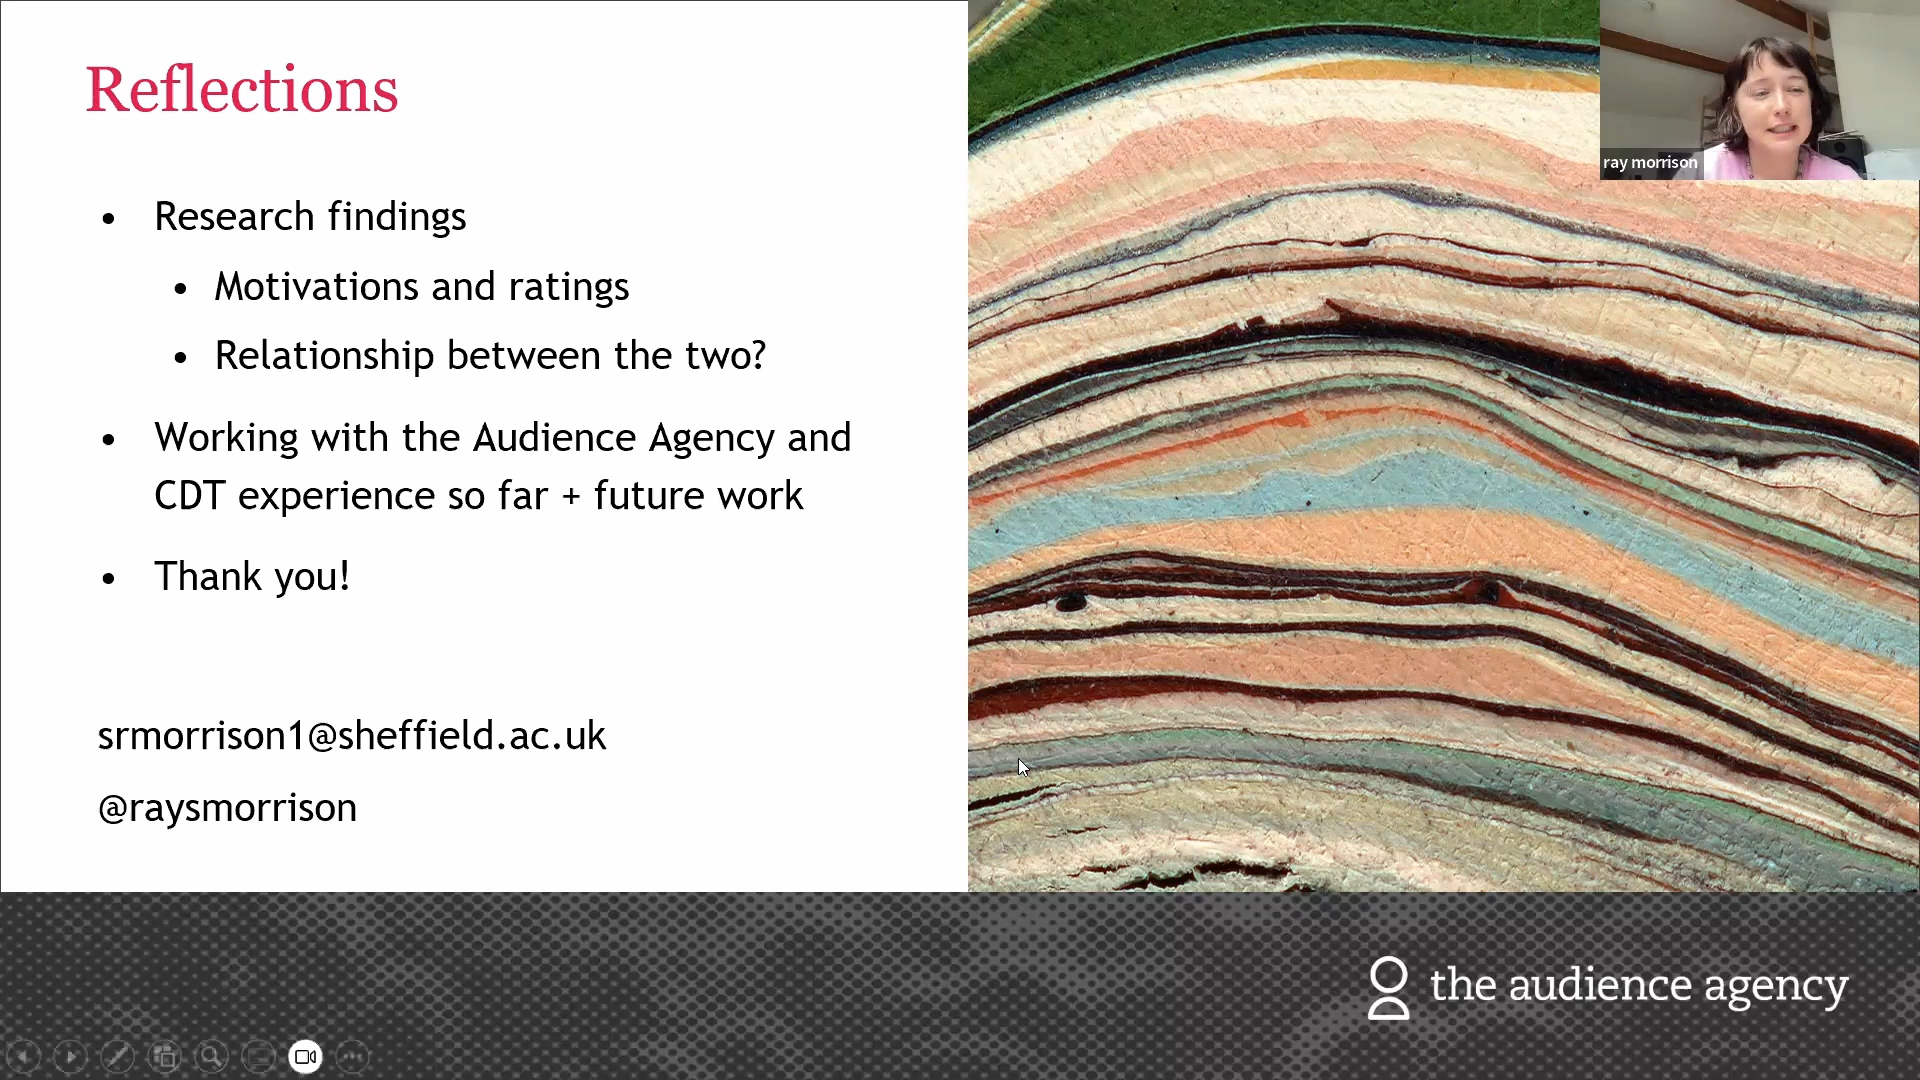 Reflections
ray morrison
• Research findings
• Motivations and ratings
• Relationship between the two?
• Working with the Audience Agency and
CDT experience so far + future work
• Thank you!
srmorrison1@sheffield.ac.uk
@raysmorrison
the audience agency